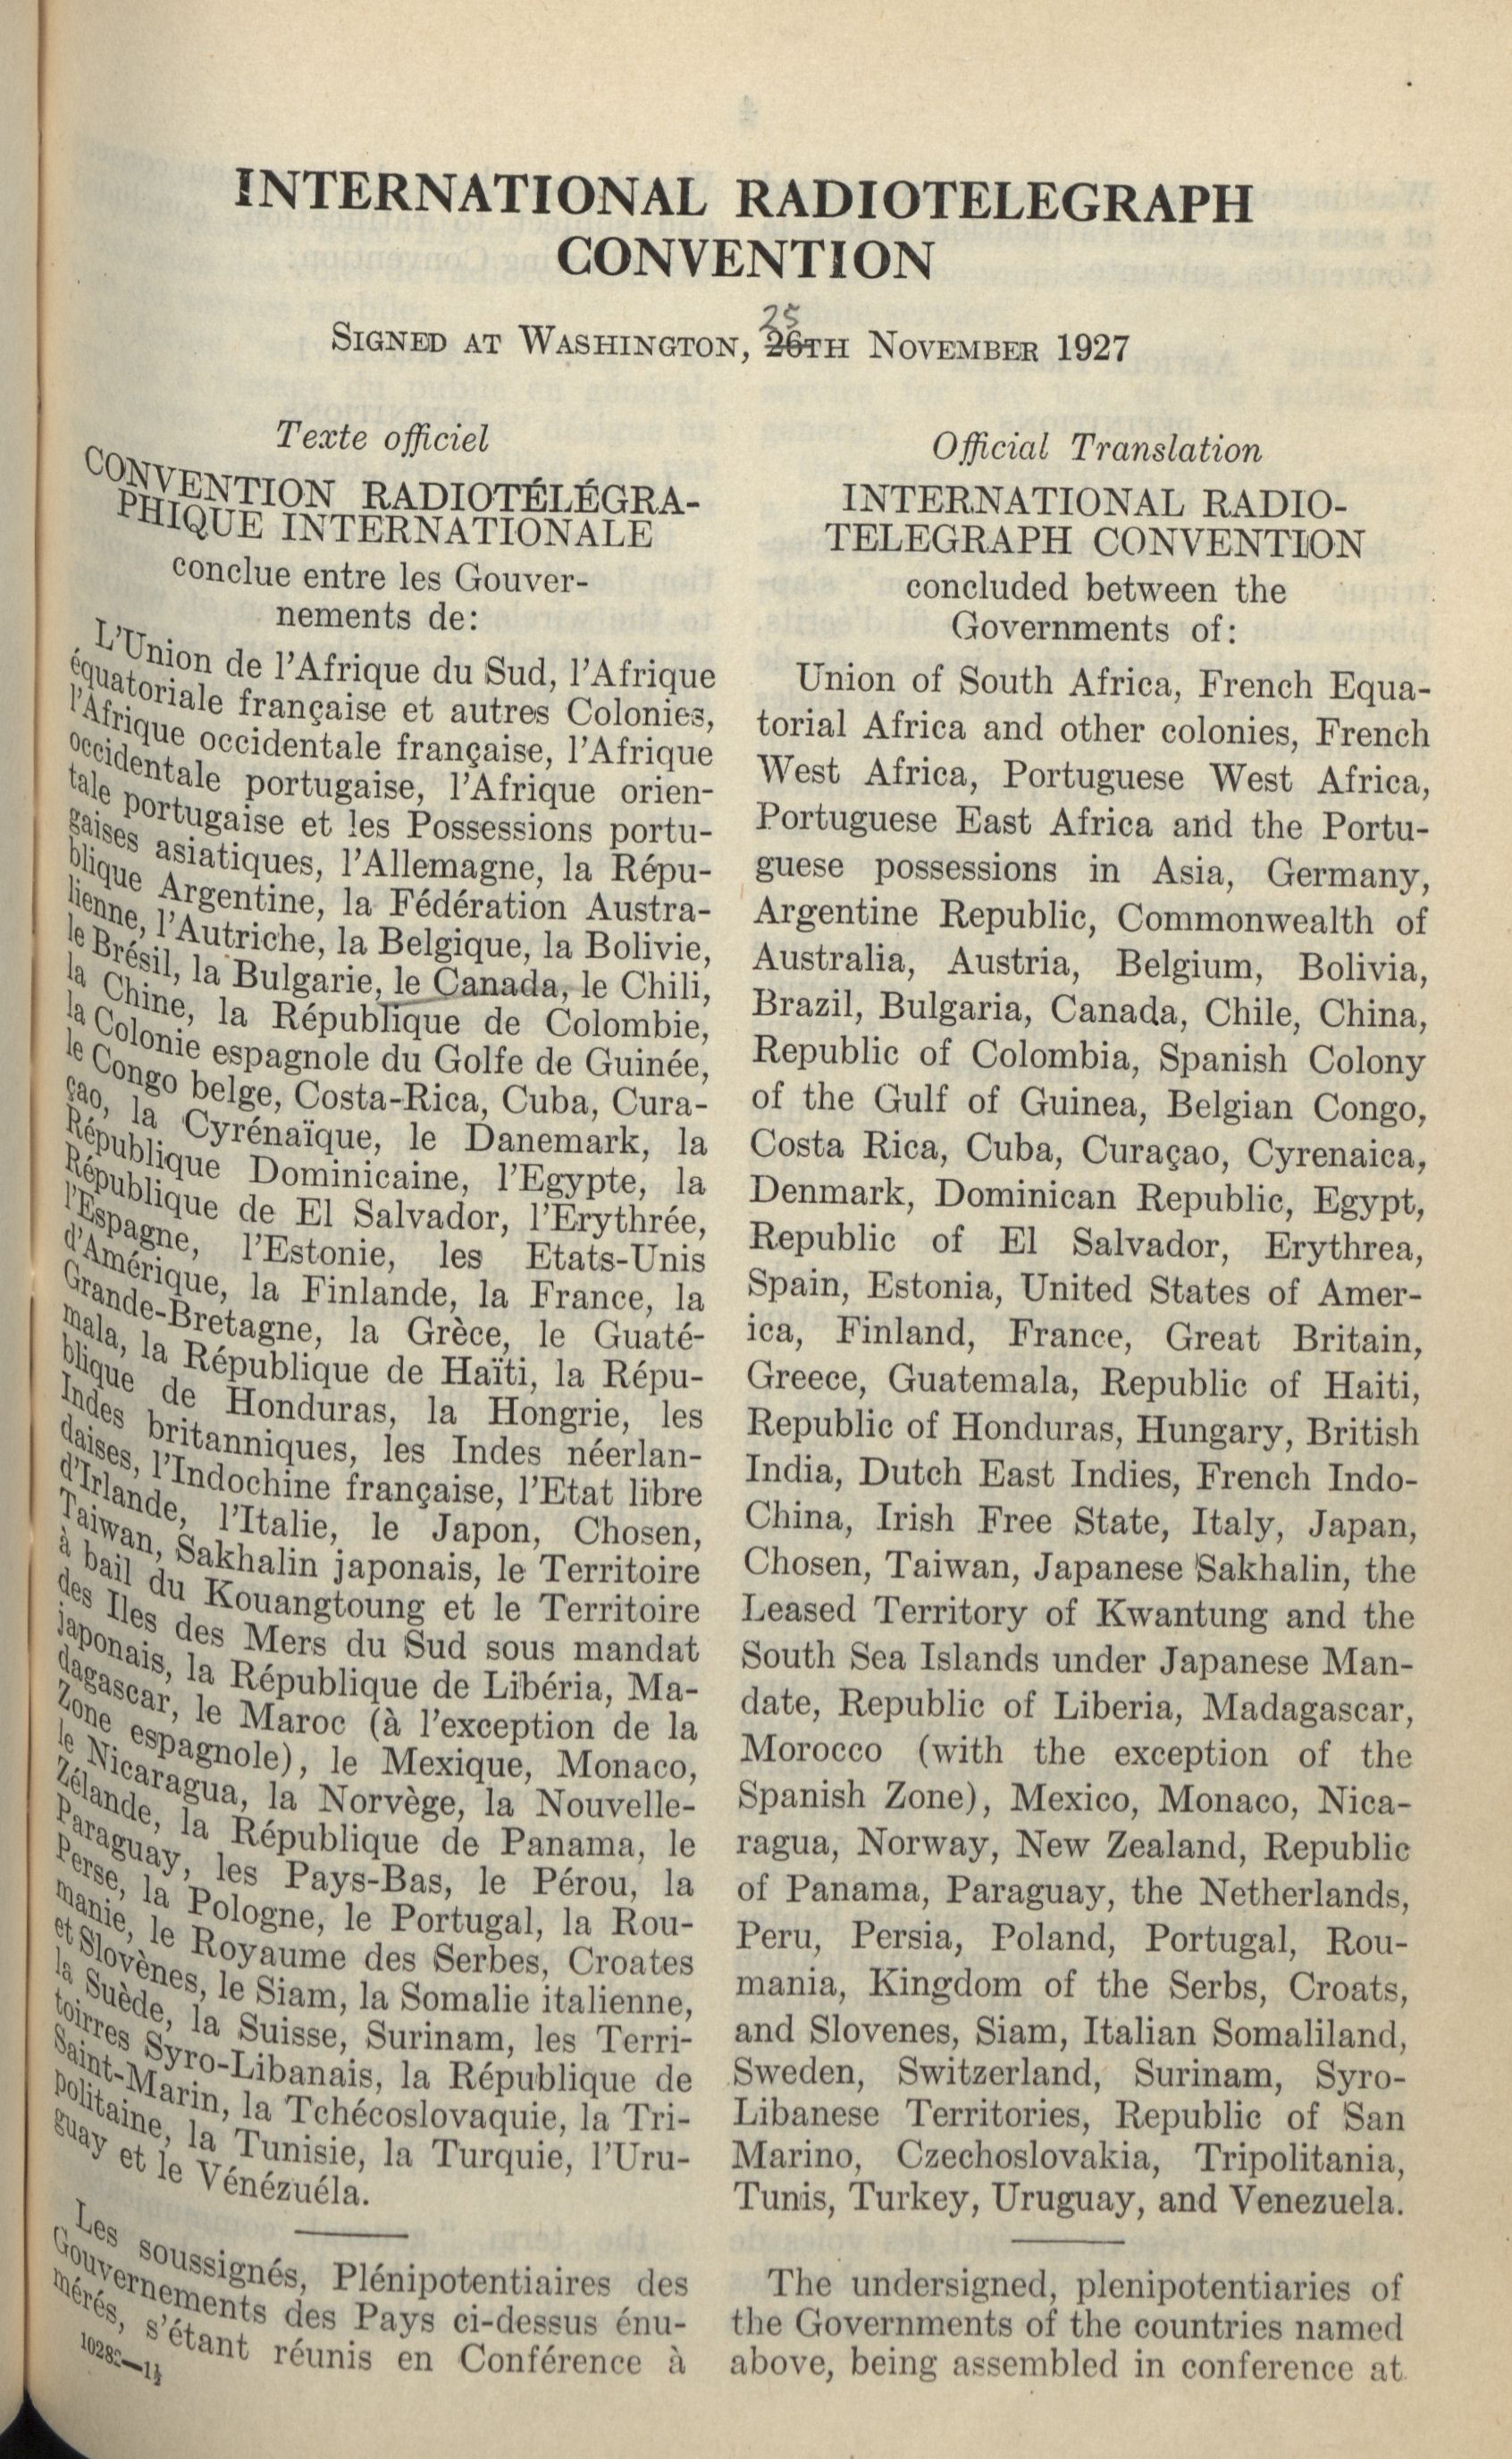 INTERNATIONAL RADIOTELEGRAPH
CONVENTION
25
SIGNED AT WASHINGTON, 26TH NOVEMBER 1927
Texte officiel
CONVENTION RADIOTÉLÉGRA-
PHIQUE INTERNATIONALE
conclue entre les Gouver-
nements de:
L'Union de l'Afrique du Sud, l'Afrique
équatoriale française et autres Colonies,
l'Afrique occidentale française, l'Afrique
occidentale portugaise, l'Afrique orien-
tale portugaise et les Possessions portu-
gaises asiatiques, l'Allemagne, la Répu-
blique Argentine, la Fédération Austra-
lienne, l'Autriche, la Belgique, la Bolivie,
le Brésil, la Bulgarie, le Canada, le Chili,
la Chine, la République de Colombie,
la Colonie espagnole du Golfe de Guinée,
le Congo belge, Costa-Rica, Cuba, Cura-
çao, la Cyrénaïque, le Danemark, la
République Dominicaine, l'Egypte, la
République de El Salvador, l'Erythrée,
l'Espagne, l'Estonie, les Etats-Unis
d'Amérique, la Finlande, la France, la
Grande-Bretagne, la Grèce, le Guaté-
mala, la République de Haïti, la Répu-
blique de Honduras, la Hongrie, les
Indes britanniques, les Indes néerlan-
daises, l'Indochine française, l'Etat libre
d'Irlande, l'Italie, le Japon, Chosen,
Taiwan, Sakhalin japonais, le Territoire
à bail du Kouangtoung et le Territoire
des Iles des Mers du Sud sous mandat
japonais, la République de Libéria, Ma-
dagascar, le Maroc (à l'exception de la
Zone espagnole), le Mexique, Monaco,
le Nicaragua, la Norvège, la Nouvelle-
Zélande, la République de Panama, le
Paraguay, les Pays-Bas, le Pérou, la
Perse, la Pologne, le Portugal, la Rou-
manie, le Royaume des Serbes, Croates
et Slovènes, le Siam, la Somalie italienne,
la Suède, la Suisse, Surinam, les Terri-
toirres Syro-Libanais, la République de
Saint-Marin, la Tchécoslovaquie, la Tri-
politaine, la Tunisie, la Turquie, l'Uru-
guay et le Vénézuéla.
Les soussignés, Plénipotentiaires des
Gouvernements des Pays ci-dessus énu-
mérés, s'étant réunis en Conférence à
Official Translation
INTERNATIONAL RADIO-
TELEGRAPH CONVENTION
concluded between the
Governments of:
Union of South Africa, French Equa-
torial Africa and other colonies, French
West Africa, Portuguese West Africa,
Portuguese East Africa and the Portu-
guese possessions in Asia, Germany,
Argentine Republic, Commonwealth of
Australia, Austria, Belgium, Bolivia,
Brazil, Bulgaria, Canada, Chile, China,
Republic of Colombia, Spanish Colony
of the Gulf of Guinea, Belgian Congo,
Costa Rica, Cuba, Curaçao, Cyrenaica,
Denmark, Dominican Republic, Egypt,
Republic of El Salvador, Erythrea,
Spain, Estonia, United States of Amer-
ica, Finland, France, Great Britain,
Greece, Guatemala, Republic of Haiti,
Republic of Honduras, Hungary, British
India, Dutch East Indies, French Indo-
China, Irish Free State, Italy, Japan,
Chosen, Taiwan, Japanese Sakhalin, the
Leased Territory of Kwantung and the
South Sea Islands under Japanese Man-
date, Republic of Liberia, Madagascar,
Morocco (with the exception of the
Spanish Zone), Mexico, Monaco, Nica-
ragua, Norway, New Zealand, Republic
of Panama, Paraguay, the Netherlands,
Peru, Persia, Poland, Portugal, Rou-
mania, Kingdom of the Serbs, Croats,
and Slovenes, Siam, Italian Somaliland,
Sweden, Switzerland, Surinam, Syro-
Libanese Territories, Republic of San
Marino, Czechoslovakia, Tripolitania,
Tunis, Turkey, Uruguay, and Venezuela.
The undersigned, plenipotentiaries of
the Governments of the countries named
above, being assembled in conference at